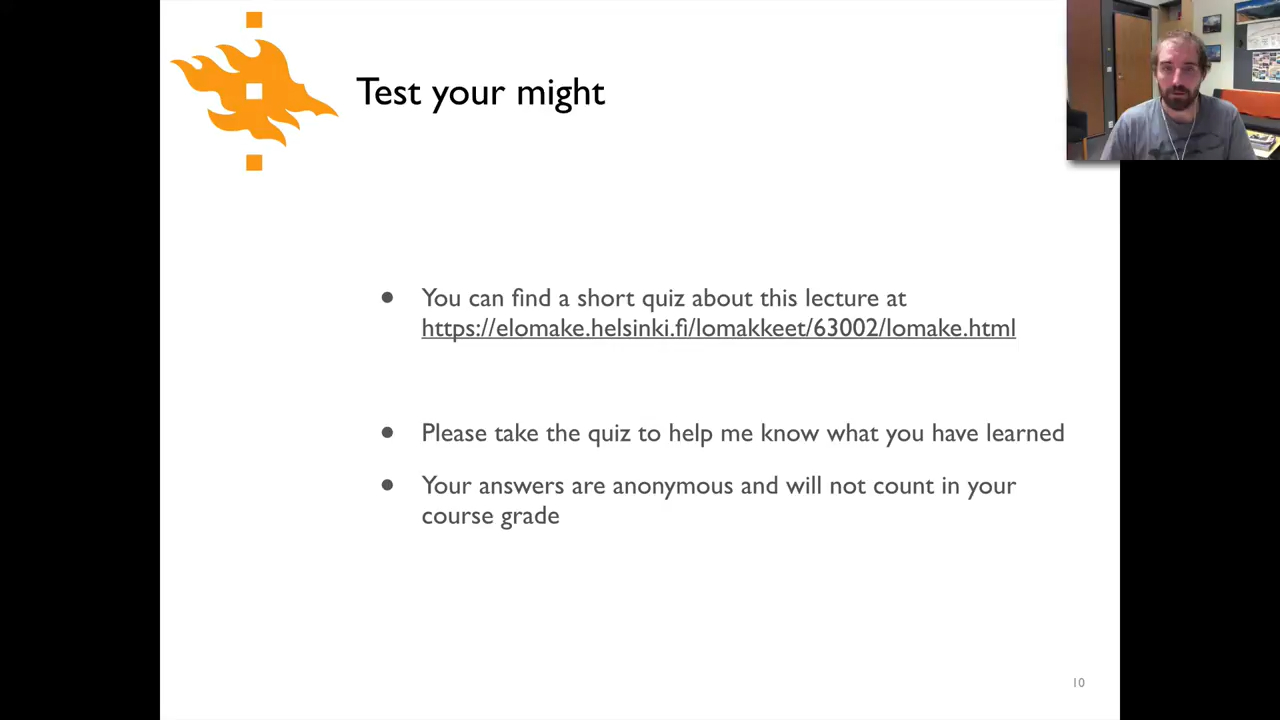 Test your might
● You can find a short quiz about this lecture at
https://elomake.helsinki.fi/lomakkeet/63002/lomake.html
● Please take the quiz to help me know what you have learned
● Your answers are anonymous and will not count in your
course grade
10